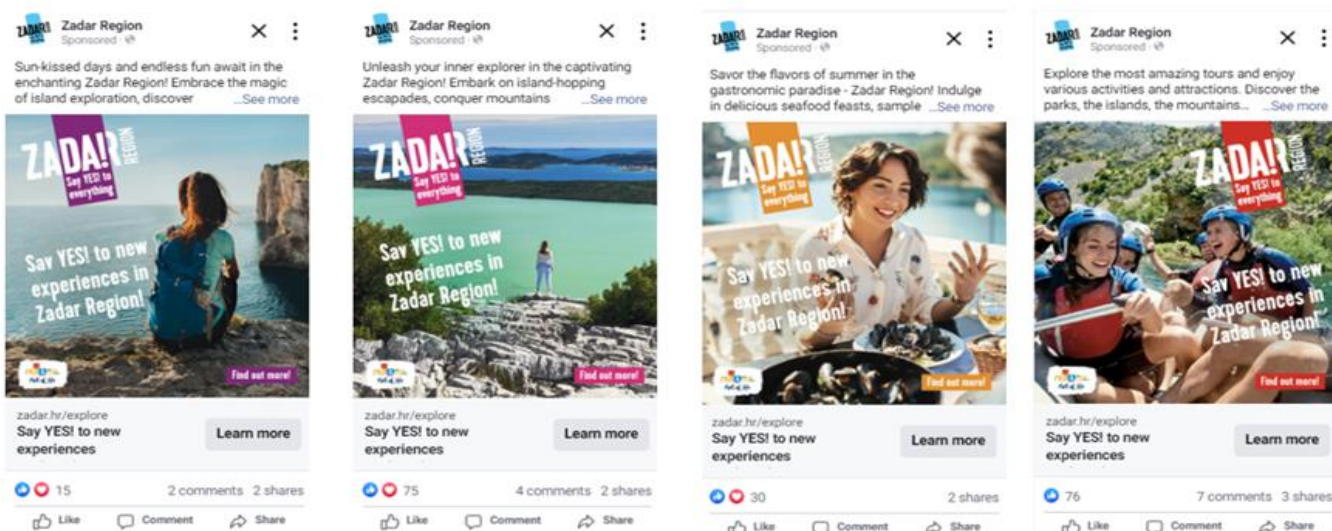 ZADAR!
Zadar Region
Sponsored
Sun-kissed days and endless fun await in the
enchanting Zadar Region! Embrace the magic
of island exploration, discover ...See more
ZADAR!
REGION
Say YES! to
everything
Say YES! to new
experiences in
Zadar Region!
Find out more!
zadar.hr/explore
Say YES! to new
experiences
Learn more
15
2 comments 2 shares
Like Comment Share
ZADAR!
Zadar Region
Sponsored
Unleash your inner explorer in the captivating
Zadar Region! Embark on island-hopping
escapades, conquer mountains ...See more
ZADAR!
REGION
Say YES! to
everything
Say YES! to new
experiences in
Zadar Region!
Find out more!
zadar.hr/explore
Say YES! to new
experiences
Learn more
75
4 comments 2 shares
Like Comment Share
ZADAR!
Zadar Region
Sponsored
Savor the flavors of summer in the
gastronomic paradise - Zadar Region! Indulge
in delicious seafood feasts, sample ...See more
ZADAR!
REGION
Say YES! to
everything
Say YES! to new
experiences in
Zadar Region!
Find out more!
zadar.hr/explore
Say YES! to new
experiences
Learn more
30
2 shares
Like Comment Share
ZADAR!
Zadar Region
Sponsored
Explore the most amazing tours and enjoy
various activities and attractions. Discover the
parks, the islands, the mountains... ...See more
ZADAR!
REGION
Say YES! to
everything
Say YES! to new
experiences in
Zadar Region!
Find out more!
zadar.hr/explore
Say YES! to new
experiences
Learn more
76
7 comments 3 shares
Like Comment Share